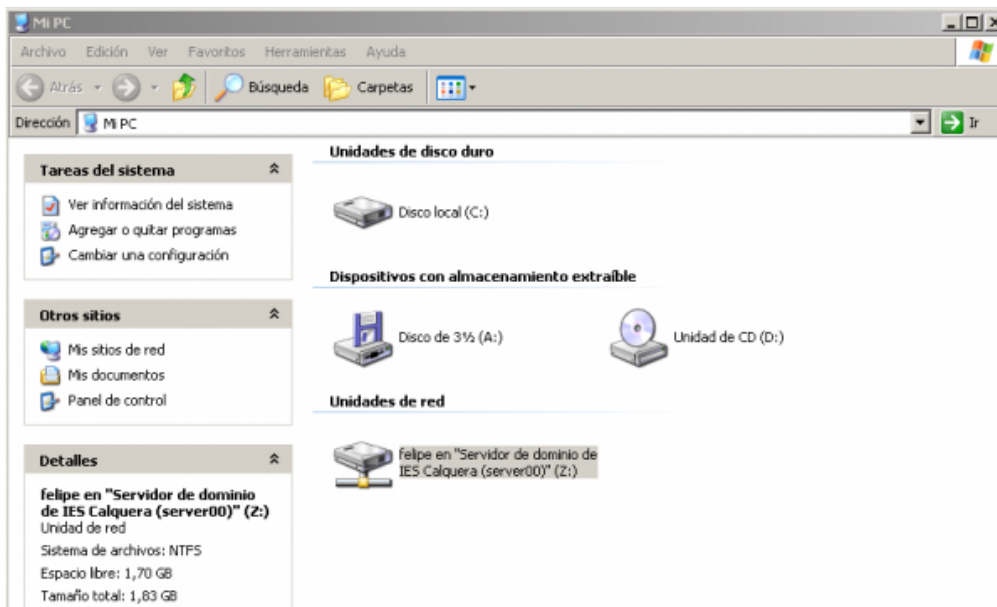 Mi PC
Archivo Edición Ver Favoritos Herramientas Ayuda
Atrás Búsqueda Carpetas
Dirección Mi PC Ir
Tareas del sistema
Ver información del sistema
Agregar o quitar programas
Cambiar una configuración
Otros sitios
Mis sitios de red
Mis documentos
Panel de control
Detalles
felipe en "Servidor de dominio
de IES Calquera (server00)" (Z:)
Unidad de red
Sistema de archivos: NTFS
Espacio libre: 1,70 GB
Tamaño total: 1,83 GB
Unidades de disco duro
Disco local (C:)
Dispositivos con almacenamiento extraíble
Disco de 3½ (A:)
Unidad de CD (D:)
Unidades de red
felipe en "Servidor de dominio de
IES Calquera (server00)" (Z:)